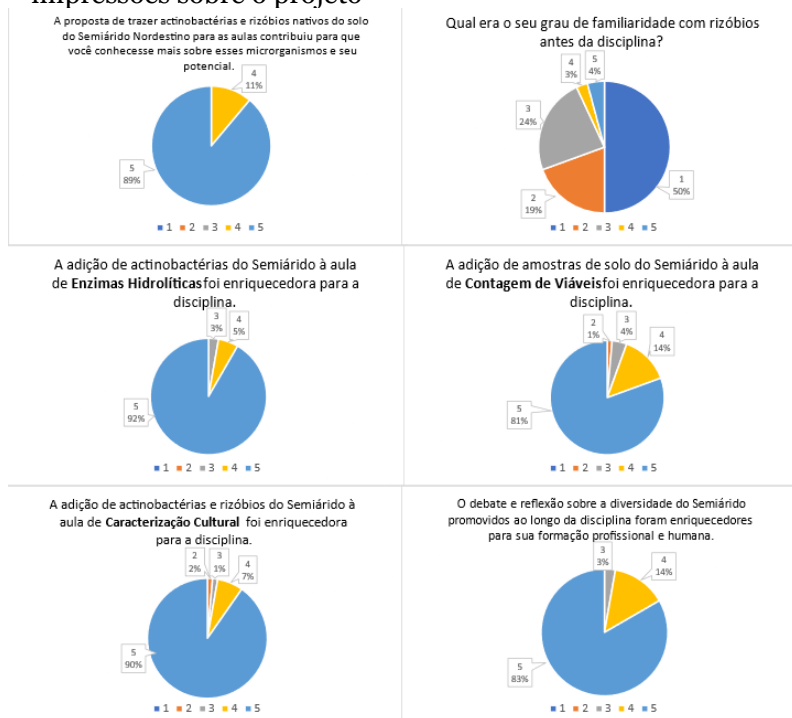 impressões sobre o projeto
A proposta de trazer actinobactérias e rizóbios nativos do solo
do Semiárido Nordestino para as aulas contribuiu para que
você conhecesse mais sobre esses microrganismos e seu
potencial.
4
11%
5
89%
1 2 3 4 5
Qual era o seu grau de familiaridade com rizóbios
antes da disciplina?
4
3%
5
4%
3
24%
2
19%
1
50%
1 2 3 4 5
A adição de actinobactérias do Semiárido à aula
de Enzimas Hidrolíticasfoi enriquecedora para a
disciplina.
3
3%
4
5%
5
92%
1 2 3 4 5
A adição de amostras de solo do Semiárido à aula
de Contagem de Viáveisfoi enriquecedora para a
disciplina.
2
1%
3
4%
4
14%
5
81%
1 2 3 4 5
A adição de actinobactérias e rizóbios do Semiárido à
aula de Caracterização Cultural foi enriquecedora
para a disciplina.
2
2%
3
1%
4
7%
5
90%
1 2 3 4 5
O debate e reflexão sobre a diversidade do Semiárido
promovidos ao longo da disciplina foram enriquecedores
para sua formação profissional e humana.
3
3%
4
14%
5
83%
1 2 3 4 5